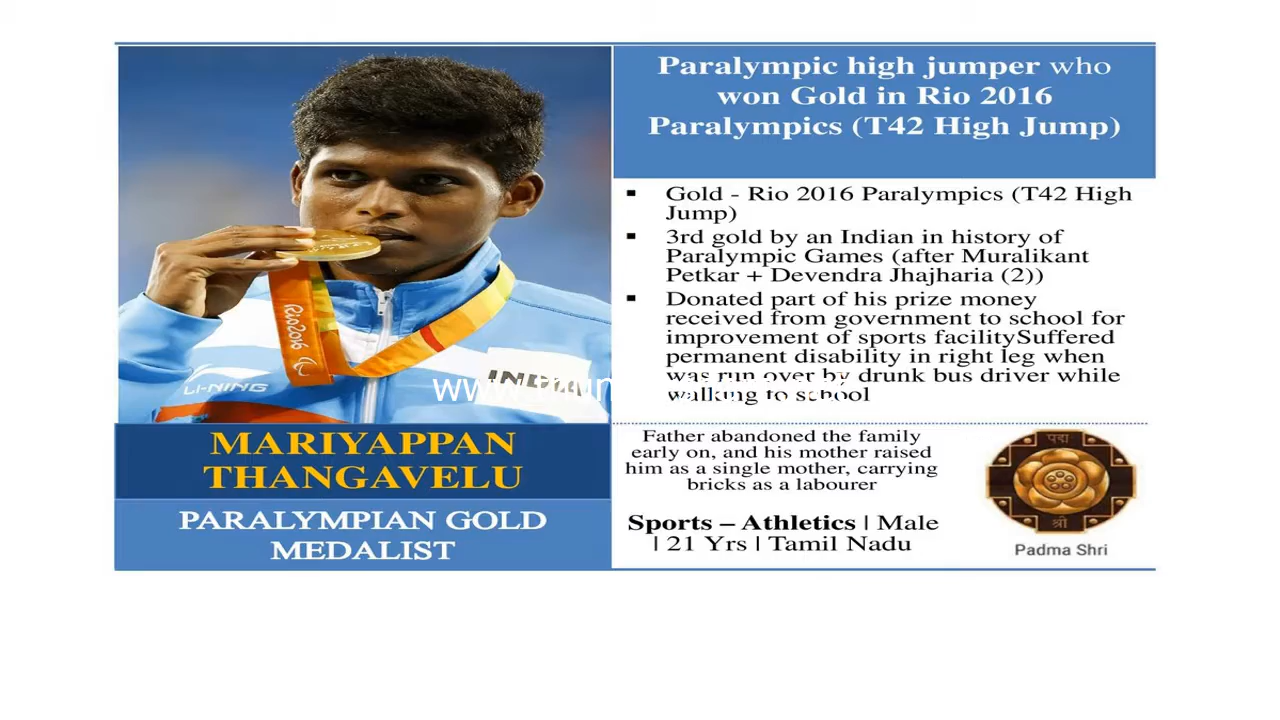 Paralympic high jumper who
won Gold in Rio 2016
Paralympics (T42 High Jump)
▪ Gold - Rio 2016 Paralympics (T42 High
Jump)
▪ 3rd gold by an Indian in history of
Paralympic Games (after Muralikant
Petkar + Devendra Jhajharia (2))
▪ Donated part of his prize money
received from government to school for
improvement of sports facilitySuffered
permanent disability in right leg when
was run over by drunk bus driver while
walking to school
Rio2016
LI-NING
www.
MARIYAPPAN
THANGAVELU
PARALYMPIAN GOLD
MEDALIST
Father abandoned the family
early on, and his mother raised
him as a single mother, carrying
bricks as a labourer
Sports – Athletics | Male
| 21 Yrs | Tamil Nadu
पद्म
श्री
Padma Shri